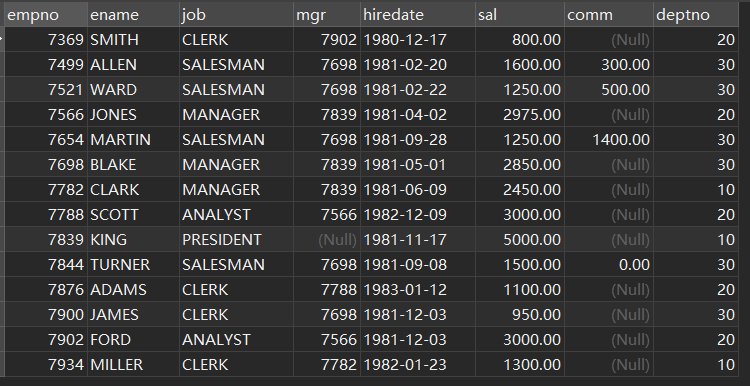 empno ename job mgr hiredate sal comm deptno
7369 SMITH CLERK 7902 1980-12-17 800.00 (Null) 20
7499 ALLEN SALESMAN 7698 1981-02-20 1600.00 300.00 30
7521 WARD SALESMAN 7698 1981-02-22 1250.00 500.00 30
7566 JONES MANAGER 7839 1981-04-02 2975.00 (Null) 20
7654 MARTIN SALESMAN 7698 1981-09-28 1250.00 1400.00 30
7698 BLAKE MANAGER 7839 1981-05-01 2850.00 (Null) 30
7782 CLARK MANAGER 7839 1981-06-09 2450.00 (Null) 10
7788 SCOTT ANALYST 7566 1982-12-09 3000.00 (Null) 20
7839 KING PRESIDENT (Null) 1981-11-17 5000.00 (Null) 10
7844 TURNER SALESMAN 7698 1981-09-08 1500.00 0.00 30
7876 ADAMS CLERK 7788 1983-01-12 1100.00 (Null) 20
7900 JAMES CLERK 7698 1981-12-03 950.00 (Null) 30
7902 FORD ANALYST 7566 1981-12-03 3000.00 (Null) 20
7934 MILLER CLERK 7782 1982-01-23 1300.00 (Null) 10